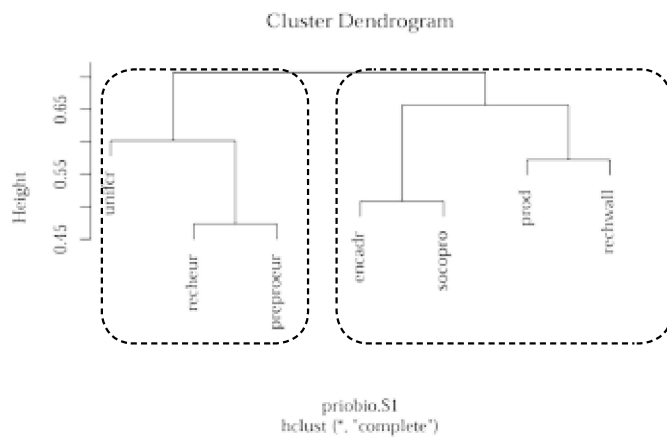 Cluster Dendrogram
Height
0.45
0.55
0.65
recheur
preproeur
encadr
socopro
prod
rechwall
priobio.S1
hclust (*, "complete")